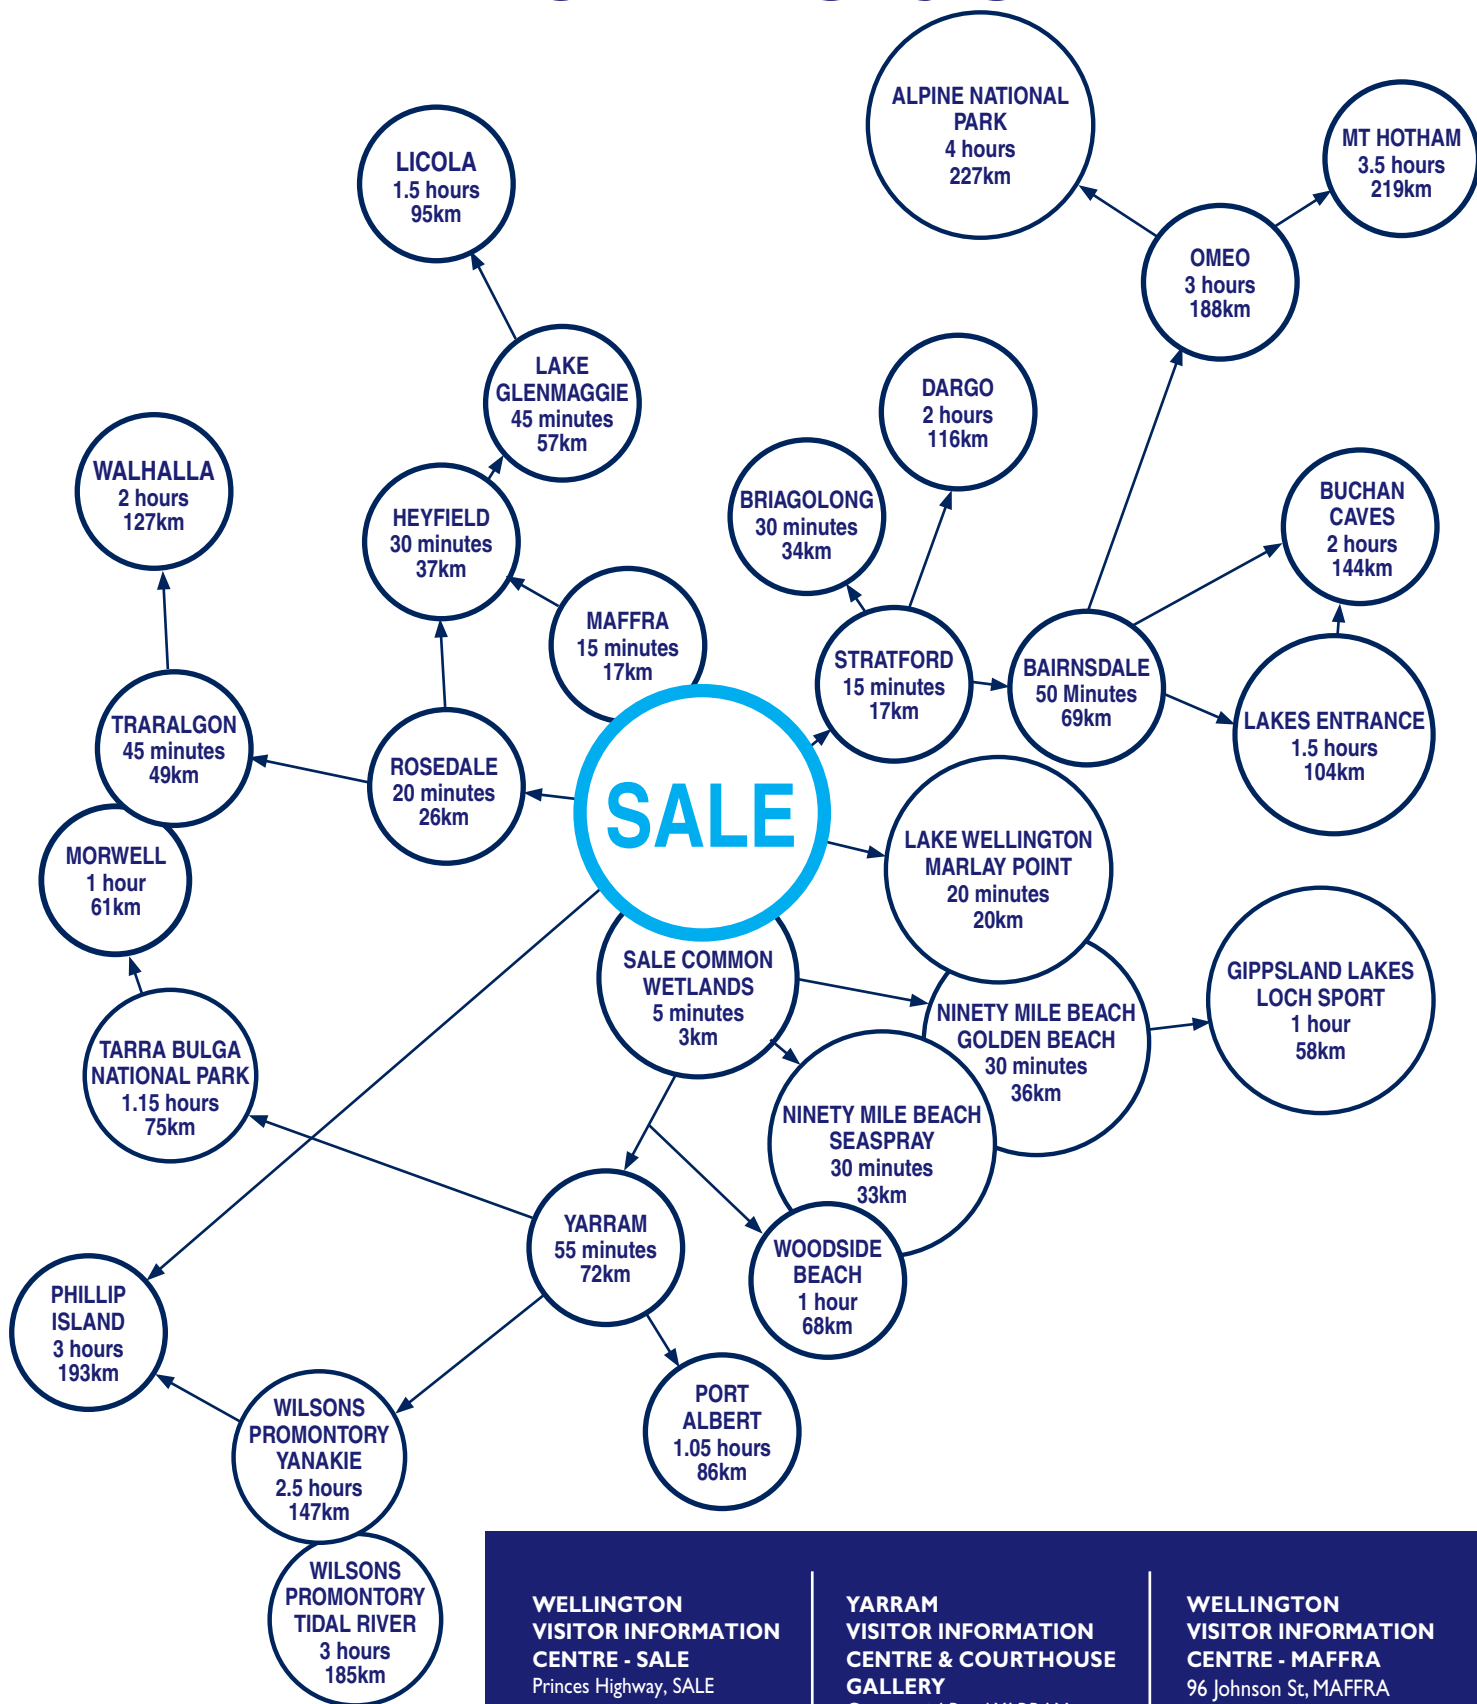 ALPINE NATIONAL
PARK
4 hours
227km
MT HOTHAM
3.5 hours
219km
LICOLA
1.5 hours
95km
OMEO
3 hours
188km
LAKE
GLENMAGGIE
45 minutes
57km
DARGO
2 hours
116km
WALHALLA
2 hours
127km
BRIAGOLONG
30 minutes
34km
BUCHAN
CAVES
2 hours
144km
HEYFIELD
30 minutes
37km
MAFFRA
15 minutes
17km
STRATFORD
15 minutes
17km
BAIRNSDALE
50 Minutes
69km
LAKES ENTRANCE
1.5 hours
104km
TRARALGON
45 minutes
49km
ROSEDALE
20 minutes
26km
SALE
LAKE WELLINGTON
MARLAY POINT
20 minutes
20km
MORWELL
1 hour
61km
SALE COMMON
WETLANDS
5 minutes
3km
NINETY MILE BEACH
GOLDEN BEACH
30 minutes
36km
GIPPSLAND LAKES
LOCH SPORT
1 hour
58km
TARRA BULGA
NATIONAL PARK
1.15 hours
75km
NINETY MILE BEACH
SEASPRAY
30 minutes
33km
YARRAM
55 minutes
72km
WOODSIDE
BEACH
1 hour
68km
PHILLIP
ISLAND
3 hours
193km
WILSONS
PROMONTORY
YANAKIE
2.5 hours
147km
PORT
ALBERT
1.05 hours
86km
WILSONS
PROMONTORY
TIDAL RIVER
3 hours
185km
WELLINGTON
VISITOR INFORMATION
CENTRE - SALE
Princes Highway, SALE
YARRAM
VISITOR INFORMATION
CENTRE & COURTHOUSE
GALLERY
WELLINGTON
VISITOR INFORMATION
CENTRE - MAFFRA
96 Johnson St, MAFFRA